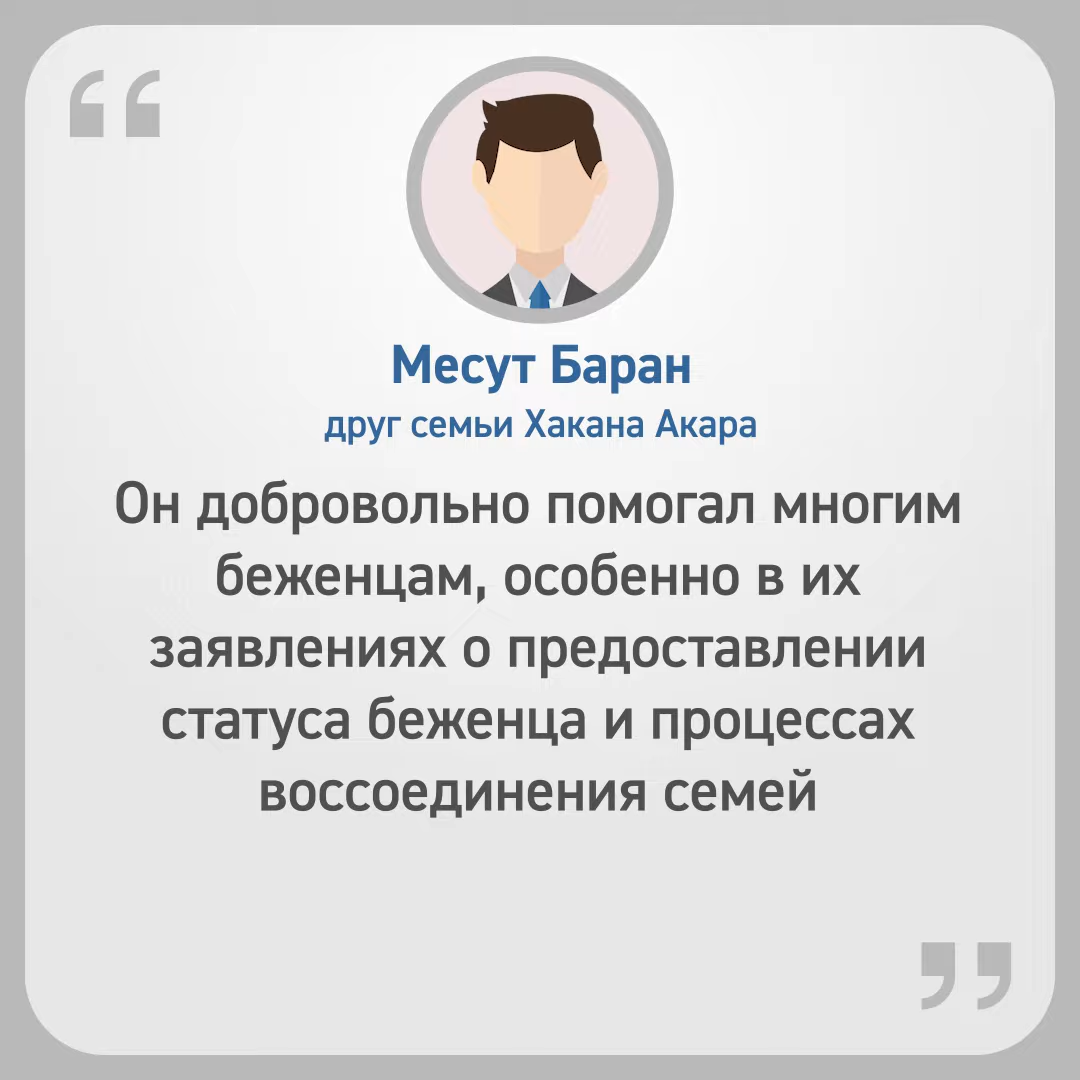 Месут Баран
друг семьи Хакана Акара
Он добровольно помогал многим
беженцам, особенно в их
заявлениях о предоставлении
статуса беженца и процессах
воссоединения семей